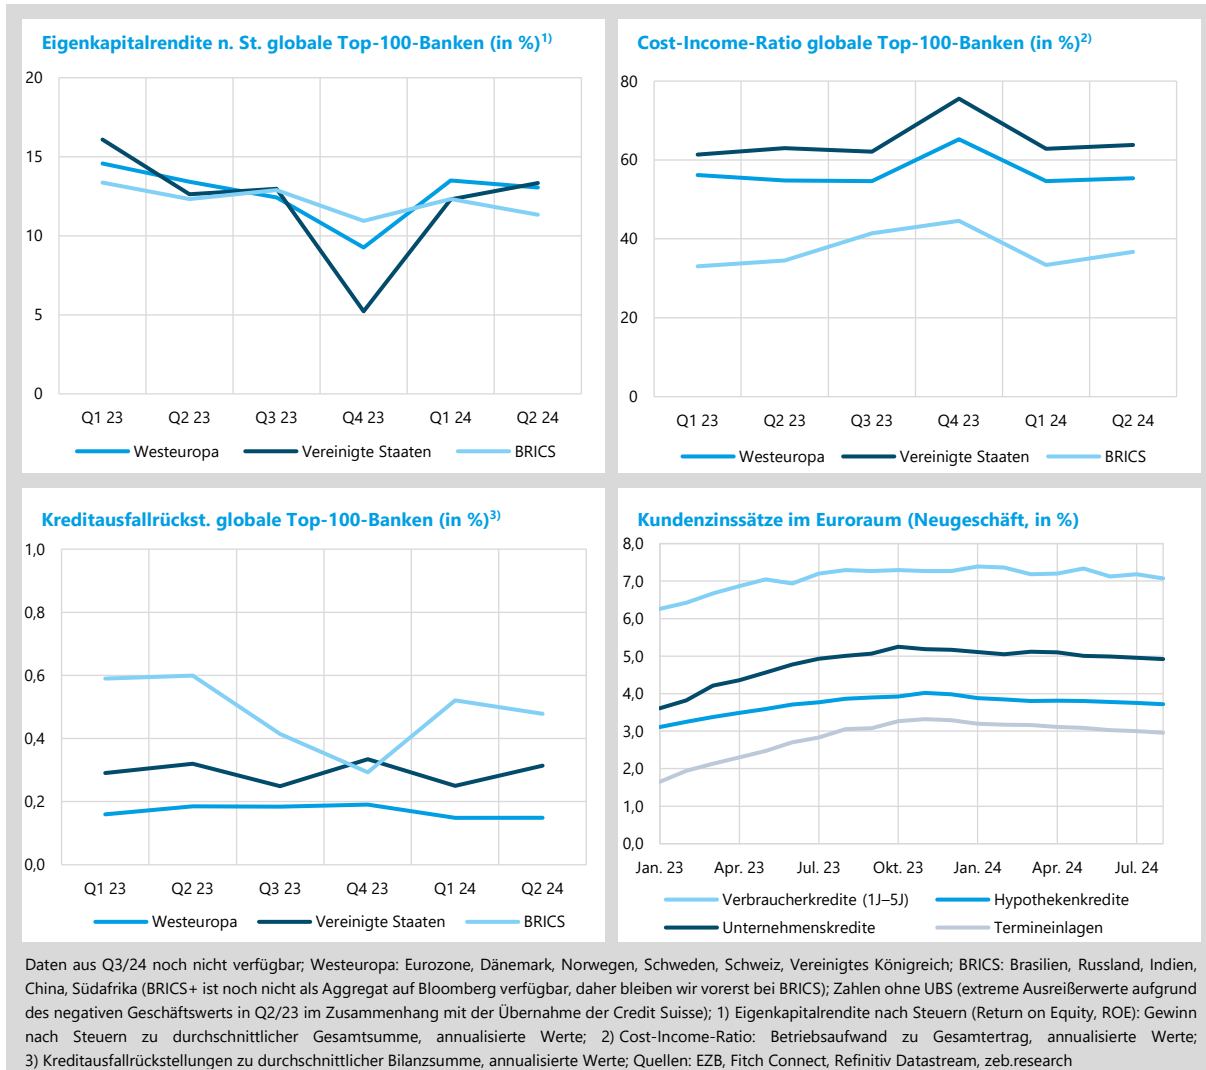 Eigenkapitalrendite n. St. globale Top-100-Banken (in %)1)
20
15
10
5
0
Q1 23 Q2 23 Q3 23 Q4 23 Q1 24 Q2 24
Westeuropa Vereinigte Staaten BRICS
Cost-Income-Ratio globale Top-100-Banken (in %)2)
80
60
40
20
0
Q1 23 Q2 23 Q3 23 Q4 23 Q1 24 Q2 24
Westeuropa Vereinigte Staaten BRICS
Kreditausfallrückst. globale Top-100-Banken (in %)3)
1,0
0,8
0,6
0,4
0,2
0,0
Q1 23 Q2 23 Q3 23 Q4 23 Q1 24 Q2 24
Westeuropa Vereinigte Staaten BRICS
Kundenzinssätze im Euroraum (Neugeschäft, in %)
8,0
7,0
6,0
5,0
4,0
3,0
2,0
1,0
0,0
Jan. 23 Apr. 23 Jul. 23 Okt. 23 Jan. 24 Apr. 24 Jul. 24
Verbraucherkredite (1J–5J) Hypothekenkredite
Unternehmenskredite Termineinlagen
Daten aus Q3/24 noch nicht verfügbar; Westeuropa: Eurozone, Dänemark, Norwegen, Schweden, Schweiz, Vereinigtes Königreich; BRICS: Brasilien, Russland, Indien,
China, Südafrika (BRICS+ ist noch nicht als Aggregat auf Bloomberg verfügbar, daher bleiben wir vorerst bei BRICS); Zahlen ohne UBS (extreme Ausreißerwerte aufgrund
des negativen Geschäftswerts in Q2/23 im Zusammenhang mit der Übernahme der Credit Suisse); 1) Eigenkapitalrendite nach Steuern (Return on Equity, ROE): Gewinn
nach Steuern zu durchschnittlicher Gesamtsumme, annualisierte Werte; 2) Cost-Income-Ratio: Betriebsaufwand zu Gesamtertrag, annualisierte Werte;
3) Kreditausfallrückstellungen zu durchschnittlicher Bilanzsumme, annualisierte Werte; Quellen: EZB, Fitch Connect, Refinitiv Datastream, zeb.research